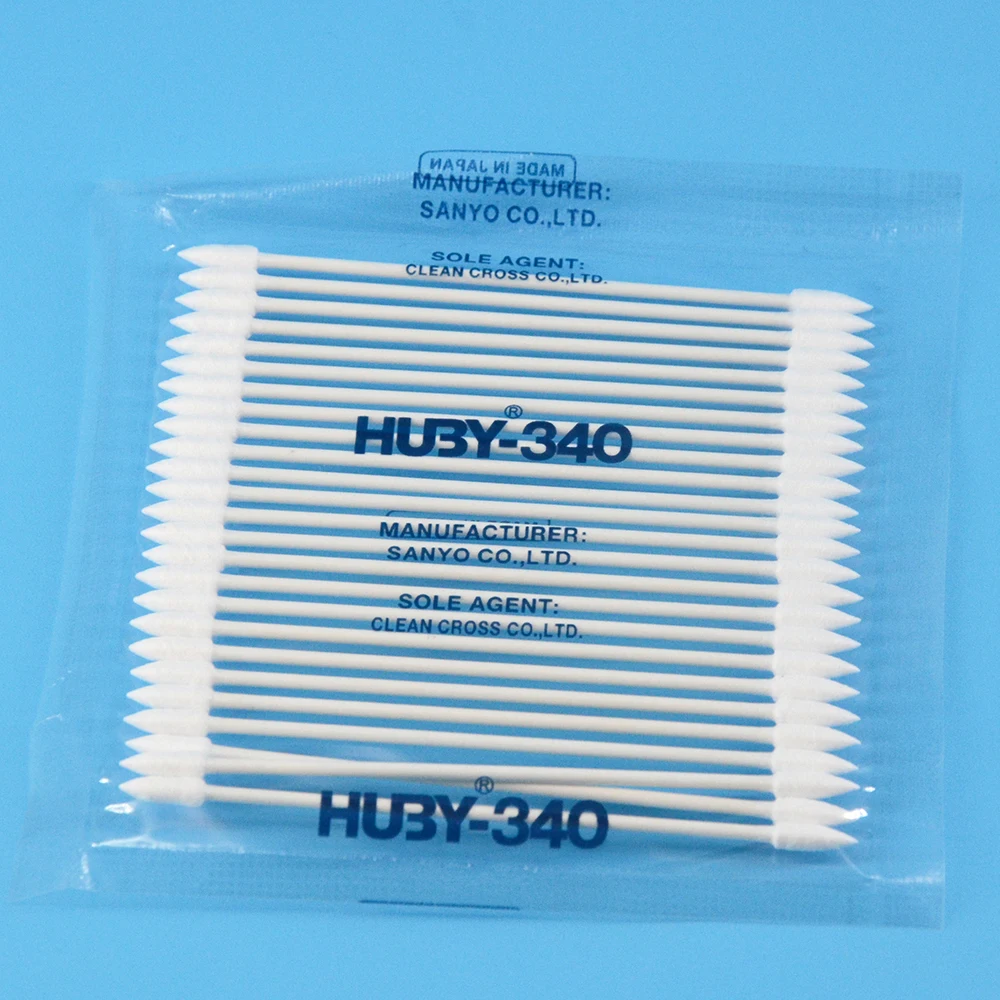 MADE IN JAPAN
MANUFACTURER:
SANYO CO.,LTD.
SOLE AGENT:
CLEAN CROSS CO.,LTD.
HUBY-340®
MANUFACTURER:
SANYO CO.,LTD.
SOLE AGENT:
CLEAN CROSS CO.,LTD.
HUBY-340®